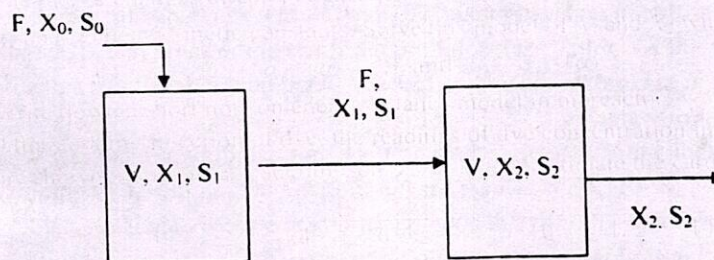 F, X₀, S₀
F,
X₁, S₁
V, X₁, S₁
V, X₂, S₂
X₂, S₂